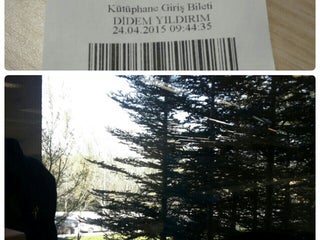 Kütüphane Giriş Bileti
DİDEM YILDIRIM
24.04.2015 09:44:35